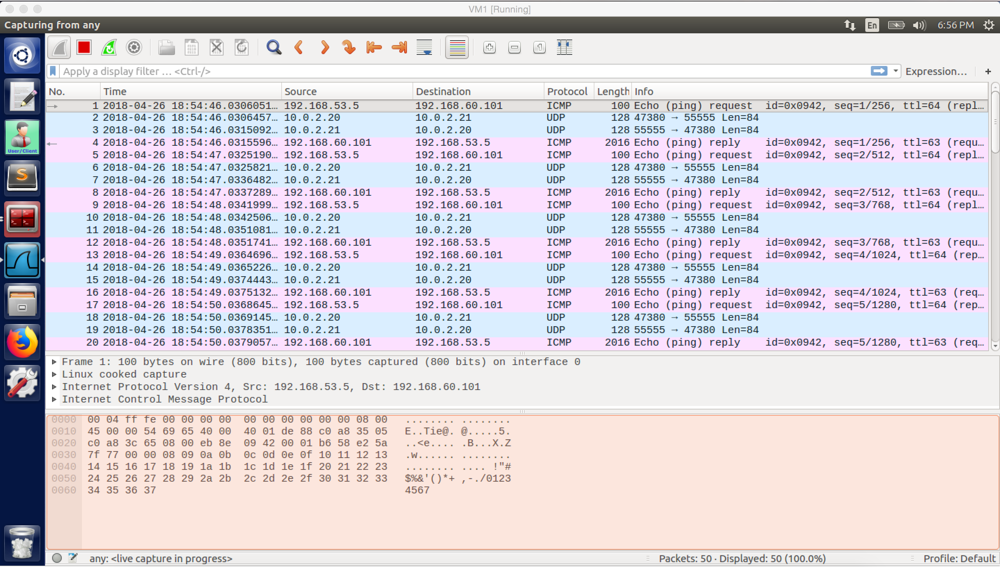 VM1 [Running]
Capturing from any
En
6:56 PM
Apply a display filter … <Ctrl-/>
Expression… +
No. Time Source Destination Protocol Length Info
1 2018-04-26 18:54:46.0306051… 192.168.53.5 192.168.60.101 ICMP 100 Echo (ping) request id=0x0942, seq=1/256, ttl=64 (repl…
2 2018-04-26 18:54:46.0306457… 10.0.2.20 10.0.2.21 UDP 128 47380 → 55555 Len=84
3 2018-04-26 18:54:46.0315092… 10.0.2.21 10.0.2.20 UDP 128 55555 → 47380 Len=84
4 2018-04-26 18:54:46.0315596… 192.168.60.101 192.168.53.5 ICMP 2016 Echo (ping) reply id=0x0942, seq=1/256, ttl=63 (requ…
5 2018-04-26 18:54:47.0325190… 192.168.53.5 192.168.60.101 ICMP 100 Echo (ping) request id=0x0942, seq=2/512, ttl=64 (repl…
6 2018-04-26 18:54:47.0325821… 10.0.2.20 10.0.2.21 UDP 128 47380 → 55555 Len=84
7 2018-04-26 18:54:47.0336482… 10.0.2.21 10.0.2.20 UDP 128 55555 → 47380 Len=84
8 2018-04-26 18:54:47.0337289… 192.168.60.101 192.168.53.5 ICMP 2016 Echo (ping) reply id=0x0942, seq=2/512, ttl=63 (requ…
9 2018-04-26 18:54:48.0341999… 192.168.53.5 192.168.60.101 ICMP 100 Echo (ping) request id=0x0942, seq=3/768, ttl=64 (repl…
10 2018-04-26 18:54:48.0342506… 10.0.2.20 10.0.2.21 UDP 128 47380 → 55555 Len=84
11 2018-04-26 18:54:48.0351081… 10.0.2.21 10.0.2.20 UDP 128 55555 → 47380 Len=84
12 2018-04-26 18:54:48.0351741… 192.168.60.101 192.168.53.5 ICMP 2016 Echo (ping) reply id=0x0942, seq=3/768, ttl=63 (requ…
13 2018-04-26 18:54:49.0364696… 192.168.53.5 192.168.60.101 ICMP 100 Echo (ping) request id=0x0942, seq=4/1024, ttl=64 (rep…
14 2018-04-26 18:54:49.0365226… 10.0.2.20 10.0.2.21 UDP 128 47380 → 55555 Len=84
15 2018-04-26 18:54:49.0374443… 10.0.2.21 10.0.2.20 UDP 128 55555 → 47380 Len=84
16 2018-04-26 18:54:49.0375132… 192.168.60.101 192.168.53.5 ICMP 2016 Echo (ping) reply id=0x0942, seq=4/1024, ttl=63 (req…
17 2018-04-26 18:54:50.0368645… 192.168.53.5 192.168.60.101 ICMP 100 Echo (ping) request id=0x0942, seq=5/1280, ttl=64 (rep…
18 2018-04-26 18:54:50.0369145… 10.0.2.20 10.0.2.21 UDP 128 47380 → 55555 Len=84
19 2018-04-26 18:54:50.0378351… 10.0.2.21 10.0.2.20 UDP 128 55555 → 47380 Len=84
20 2018-04-26 18:54:50.0379057… 192.168.60.101 192.168.53.5 ICMP 2016 Echo (ping) reply id=0x0942, seq=5/1280, ttl=63 (req…
User/Client
Frame 1: 100 bytes on wire (800 bits), 100 bytes captured (800 bits) on interface 0
Linux cooked capture
Internet Protocol Version 4, Src: 192.168.53.5, Dst: 192.168.60.101
Internet Control Message Protocol
0000 00 04 ff fe 00 00 00 00 00 00 00 00 00 00 08 00 ........ ........
0010 45 00 00 54 69 65 40 00 40 01 de 88 c0 a8 35 05 E..Tie@. @.....5.
0020 c0 a8 3c 65 08 00 eb 8e 09 42 00 01 b6 58 e2 5a ..<e.... .B...X.Z
0030 7f 77 00 00 08 09 0a 0b 0c 0d 0e 0f 10 11 12 13 .w...... ........
0040 14 15 16 17 18 19 1a 1b 1c 1d 1e 1f 20 21 22 23 ........ .... !"#
0050 24 25 26 27 28 29 2a 2b 2c 2d 2e 2f 30 31 32 33 $%&'()*+ ,-./0123
0060 34 35 36 37 4567
any: <live capture in progress>
Packets: 50 · Displayed: 50 (100.0%)
Profile: Default